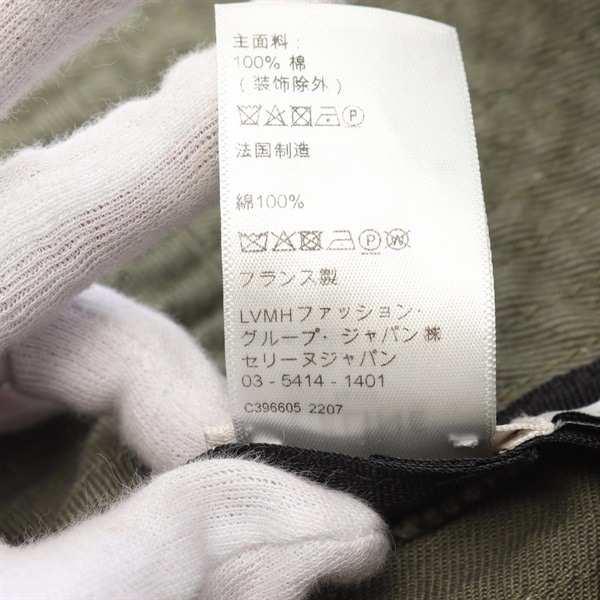 主面料:
100% 棉
(装饰除外)
P
法国制造
綿100%
P W
フランス製
LVMHファッション・
グループ・ジャパン㈱
セリーヌジャパン
03 - 5414 - 1401
C396605 2207